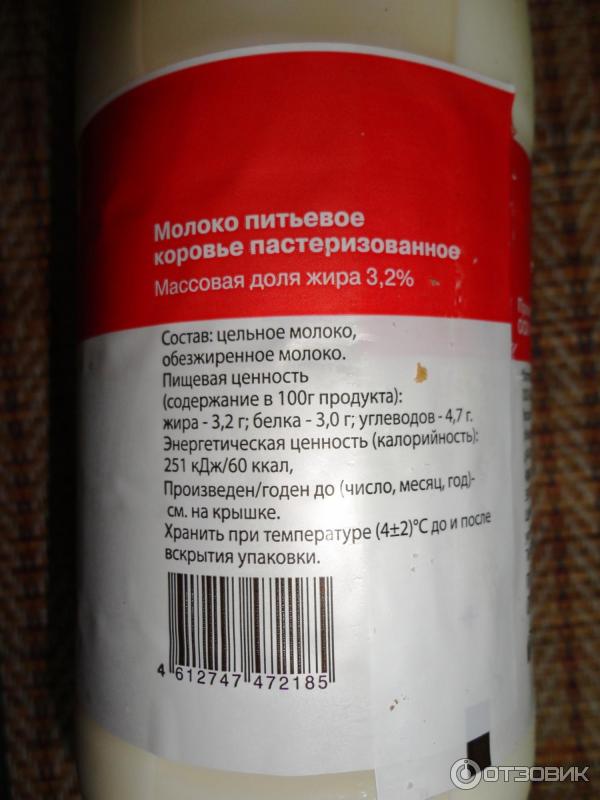 Молоко питьевое
коровье пастеризованное
Массовая доля жира 3,2%
Состав: цельное молоко,
обезжиренное молоко.
Пищевая ценность
(содержание в 100г продукта):
жира - 3,2 г; белка - 3,0 г; углеводов - 4,7 г.
Энергетическая ценность (калорийность):
251 кДж/60 ккал,
Произведен/годен до (число, месяц, год)-
см. на крышке.
Хранить при температуре (4±2)°С до и после
вскрытия упаковки.
4 612747 472185
ОТЗОВИК